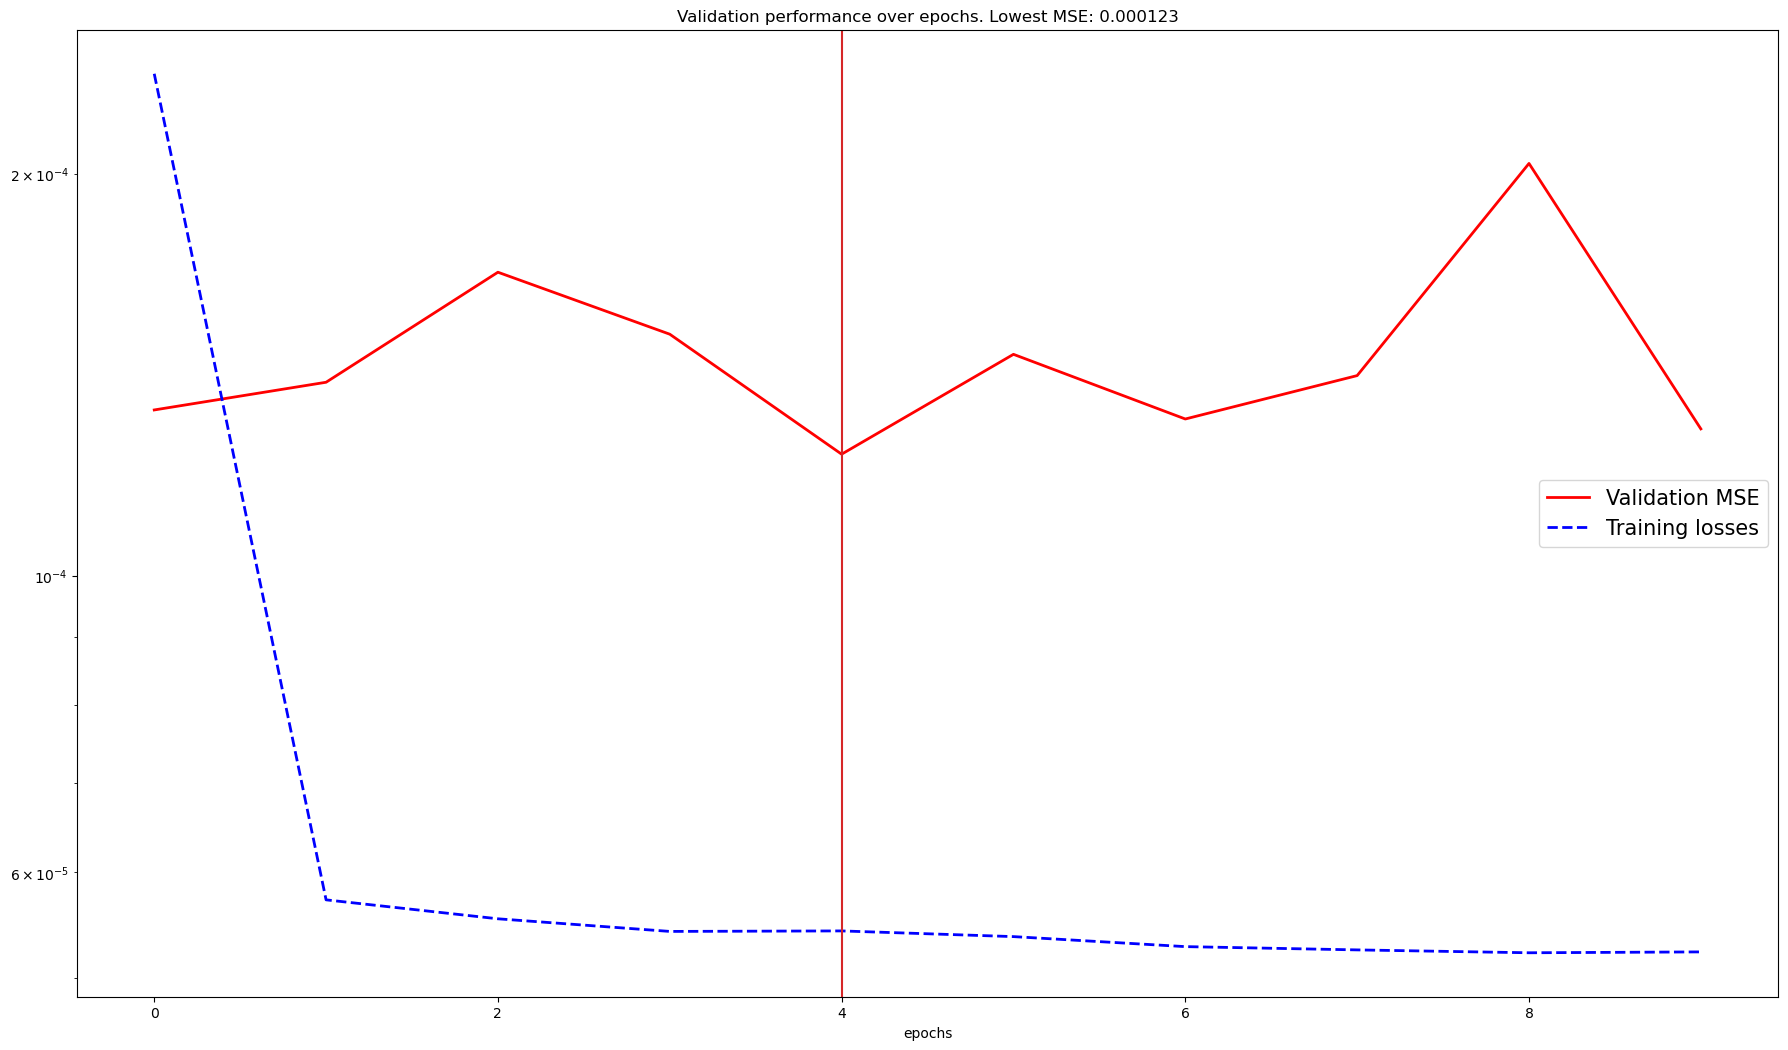 Validation performance over epochs. Lowest MSE: 0.000123
2 × 10⁻⁴
10⁻⁴
6 × 10⁻⁵
Validation MSE
Training losses
0 2 4 6 8
epochs